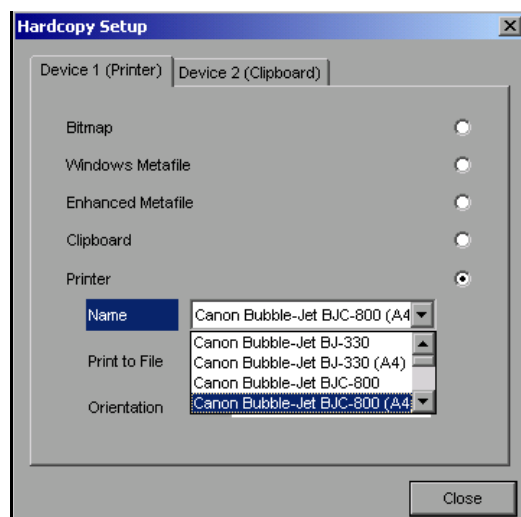 Hardcopy Setup
Device 1 (Printer) Device 2 (Clipboard)
Bitmap
Windows Metafile
Enhanced Metafile
Clipboard
Printer
Name Canon Bubble-Jet BJC-800 (A4
Canon Bubble-Jet BJ-330
Print to File Canon Bubble-Jet BJ-330 (A4)
Canon Bubble-Jet BJC-800
Orientation Canon Bubble-Jet BJC-800 (A4
Close